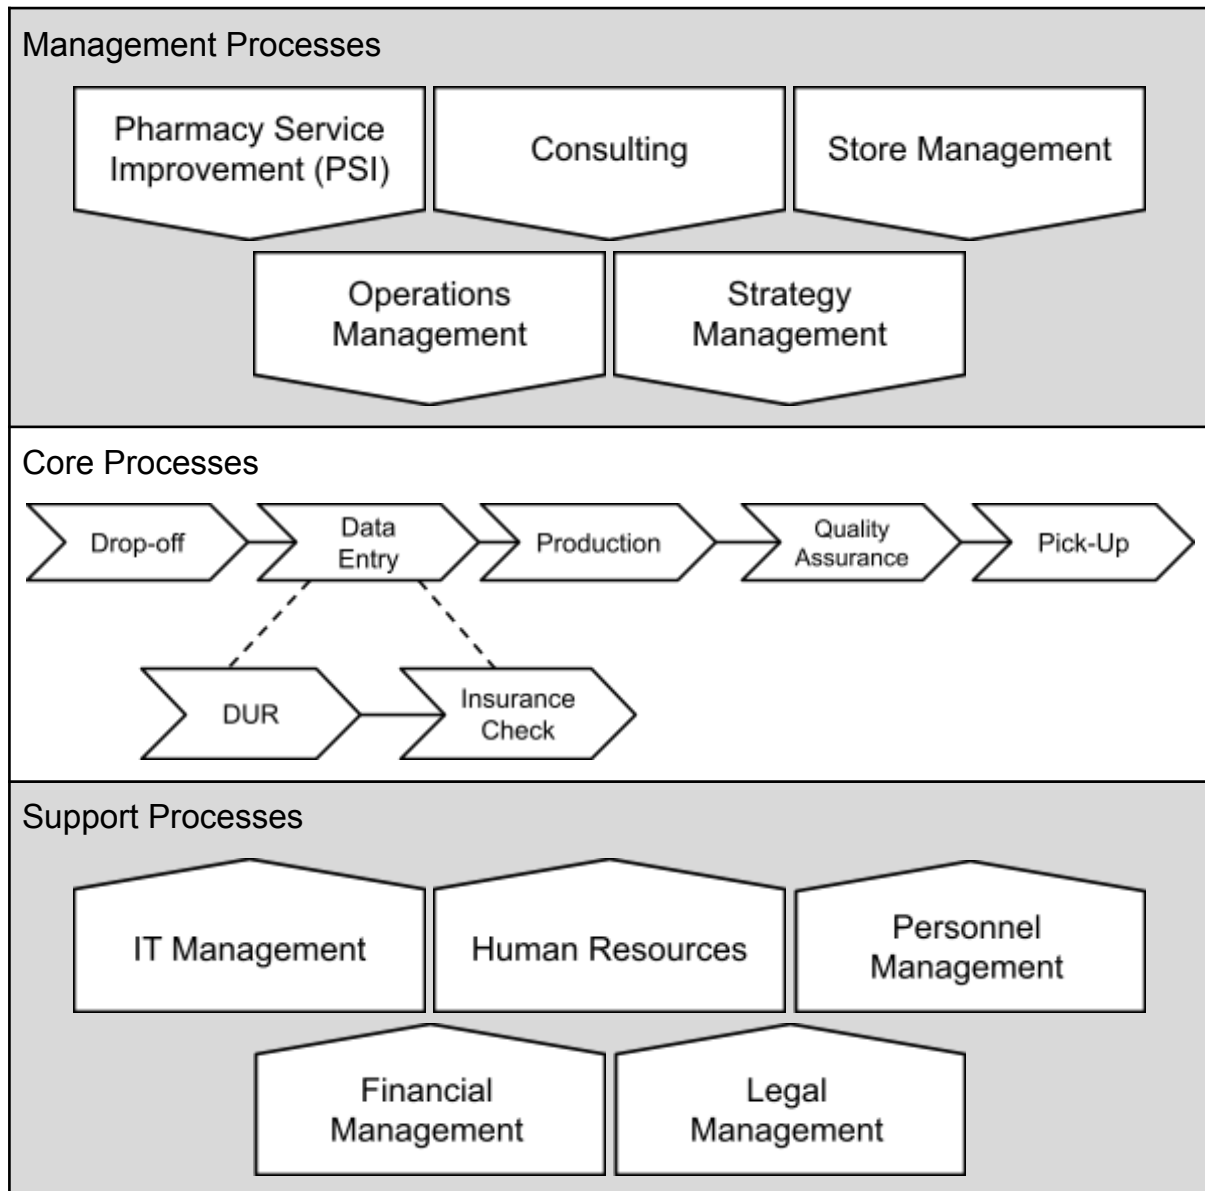 Management Processes
Pharmacy Service
Improvement (PSI)
Consulting
Store Management
Operations
Management
Strategy
Management
Core Processes
Drop-off
Data
Entry
Production
Quality
Assurance
Pick-Up
DUR
Insurance
Check
Support Processes
IT Management
Human Resources
Personnel
Management
Financial
Management
Legal
Management